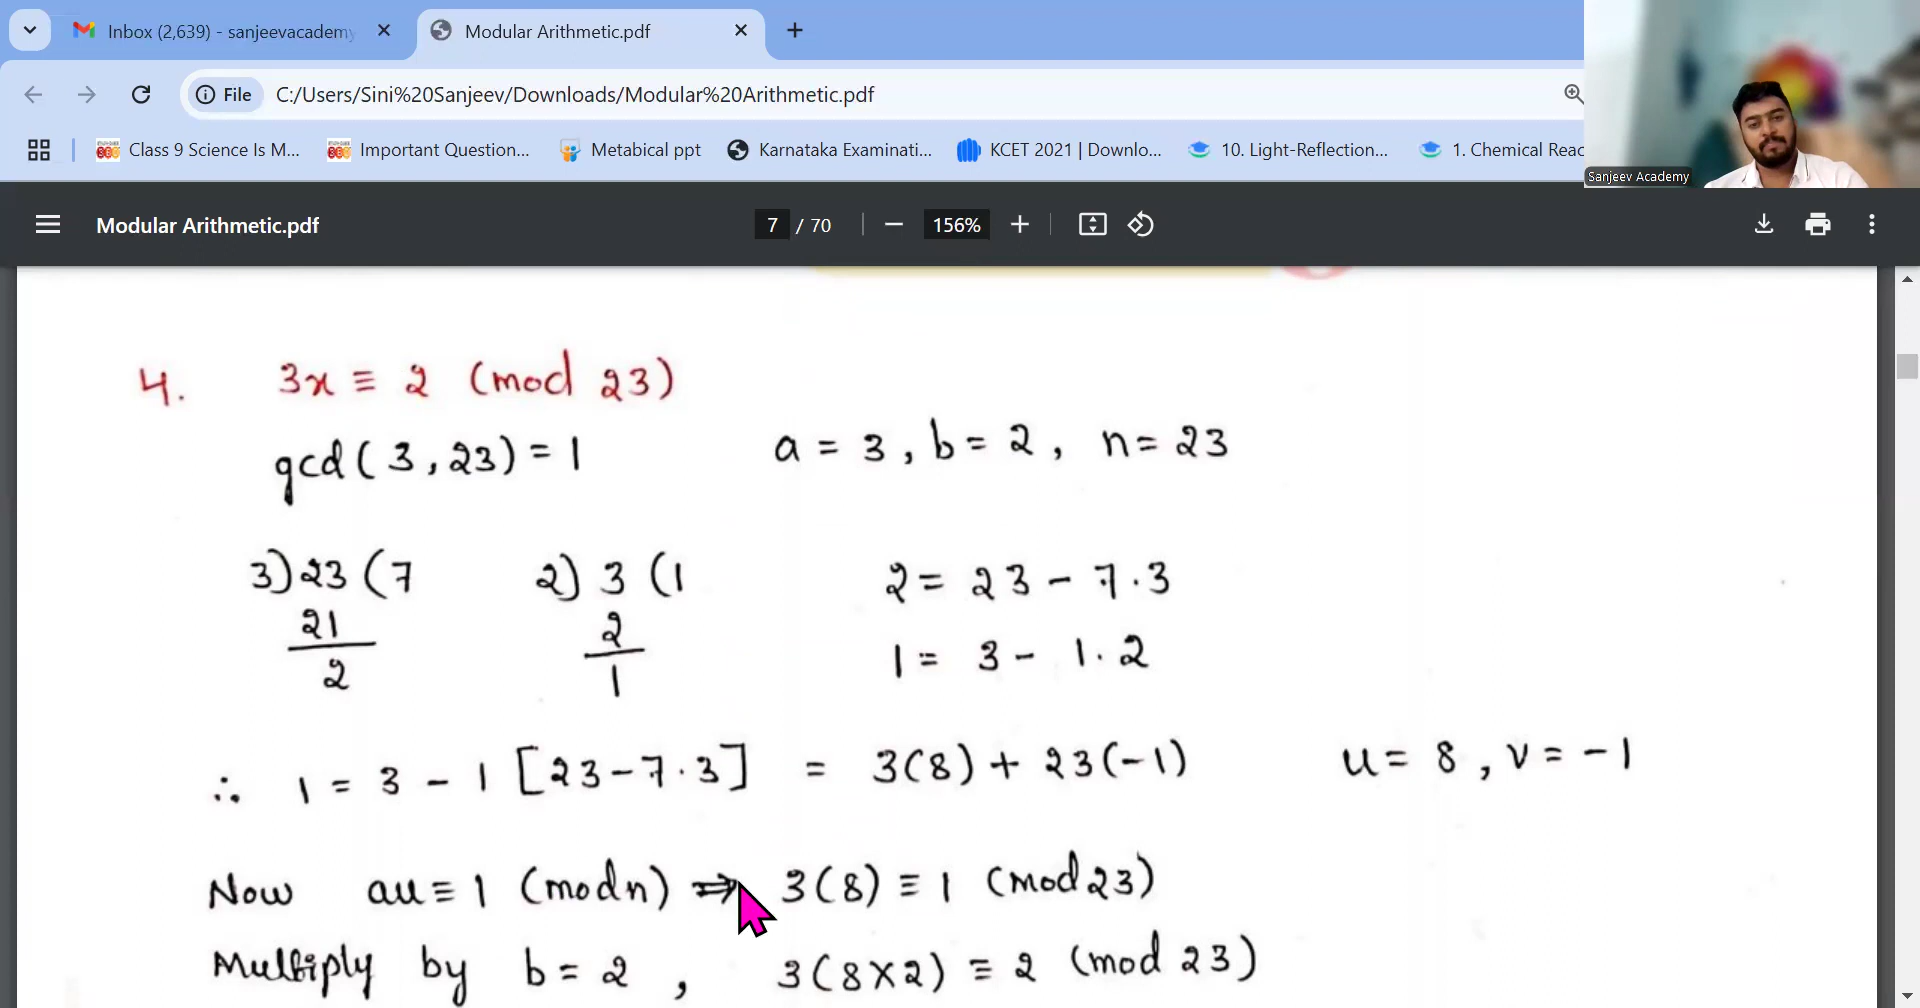 Inbox (2,639) - sanjeevacademy
Modular Arithmetic.pdf
File C:/Users/Sini%20Sanjeev/Downloads/Modular%20Arithmetic.pdf
Class 9 Science Is M... Important Question... Metabical ppt Karnataka Examinati... KCET 2021 | Downlo... 10. Light-Reflection... 1. Chemical Reac
Sanjeev Academy
Modular Arithmetic.pdf 7 / 70 156%
4. 3x ≡ 2 (mod 23)
gcd(3,23) = 1 a = 3, b = 2, n = 23
3)23(7 2)3(1 2 = 23 - 7.3
21 2
2 1 1 = 3 - 1.2
∴ 1 = 3 - 1 [23-7.3] = 3(8) + 23(-1) u = 8, v = -1
Now au ≡ 1 (mod n) ⇒ 3(8) ≡ 1 (mod 23)
Multiply by b = 2, 3(8×2) ≡ 2 (mod 23)